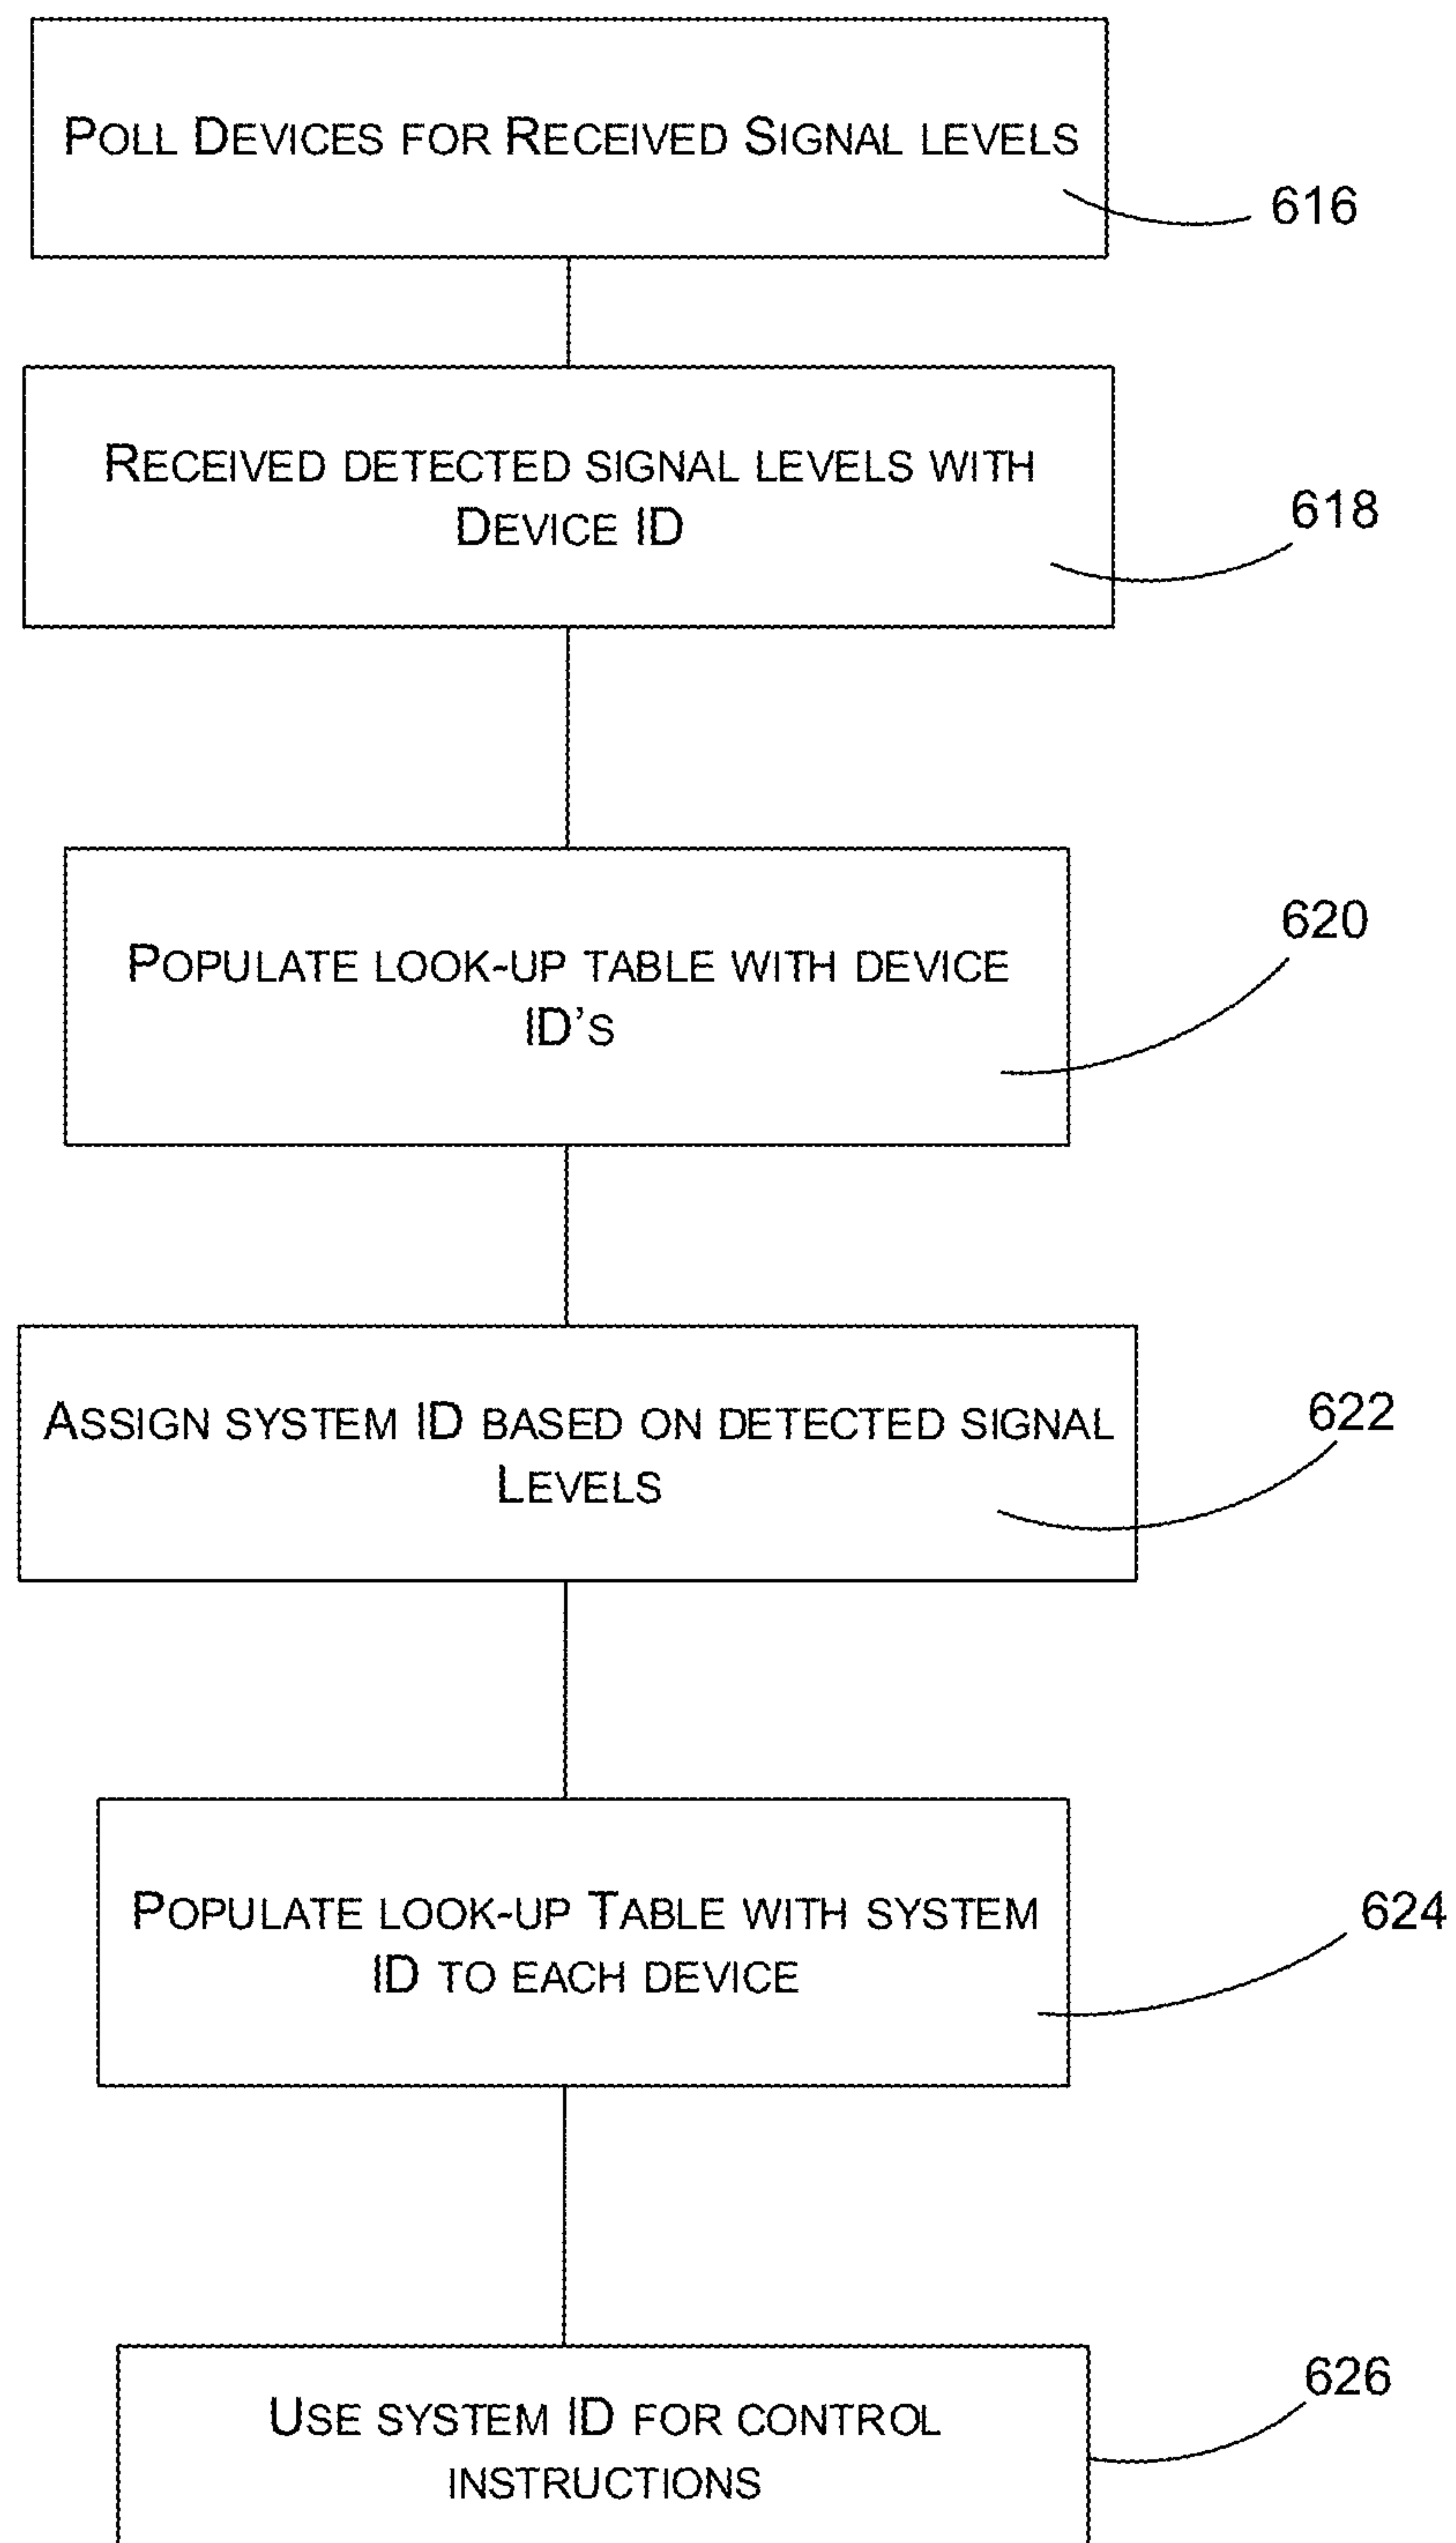 POLL DEVICES FOR RECEIVED SIGNAL LEVELS
616
RECEIVED DETECTED SIGNAL LEVELS WITH
DEVICE ID
618
POPULATE LOOK-UP TABLE WITH DEVICE
ID'S
620
ASSIGN SYSTEM ID BASED ON DETECTED SIGNAL
LEVELS
622
POPULATE LOOK-UP TABLE WITH SYSTEM
ID TO EACH DEVICE
624
USE SYSTEM ID FOR CONTROL
INSTRUCTIONS
626